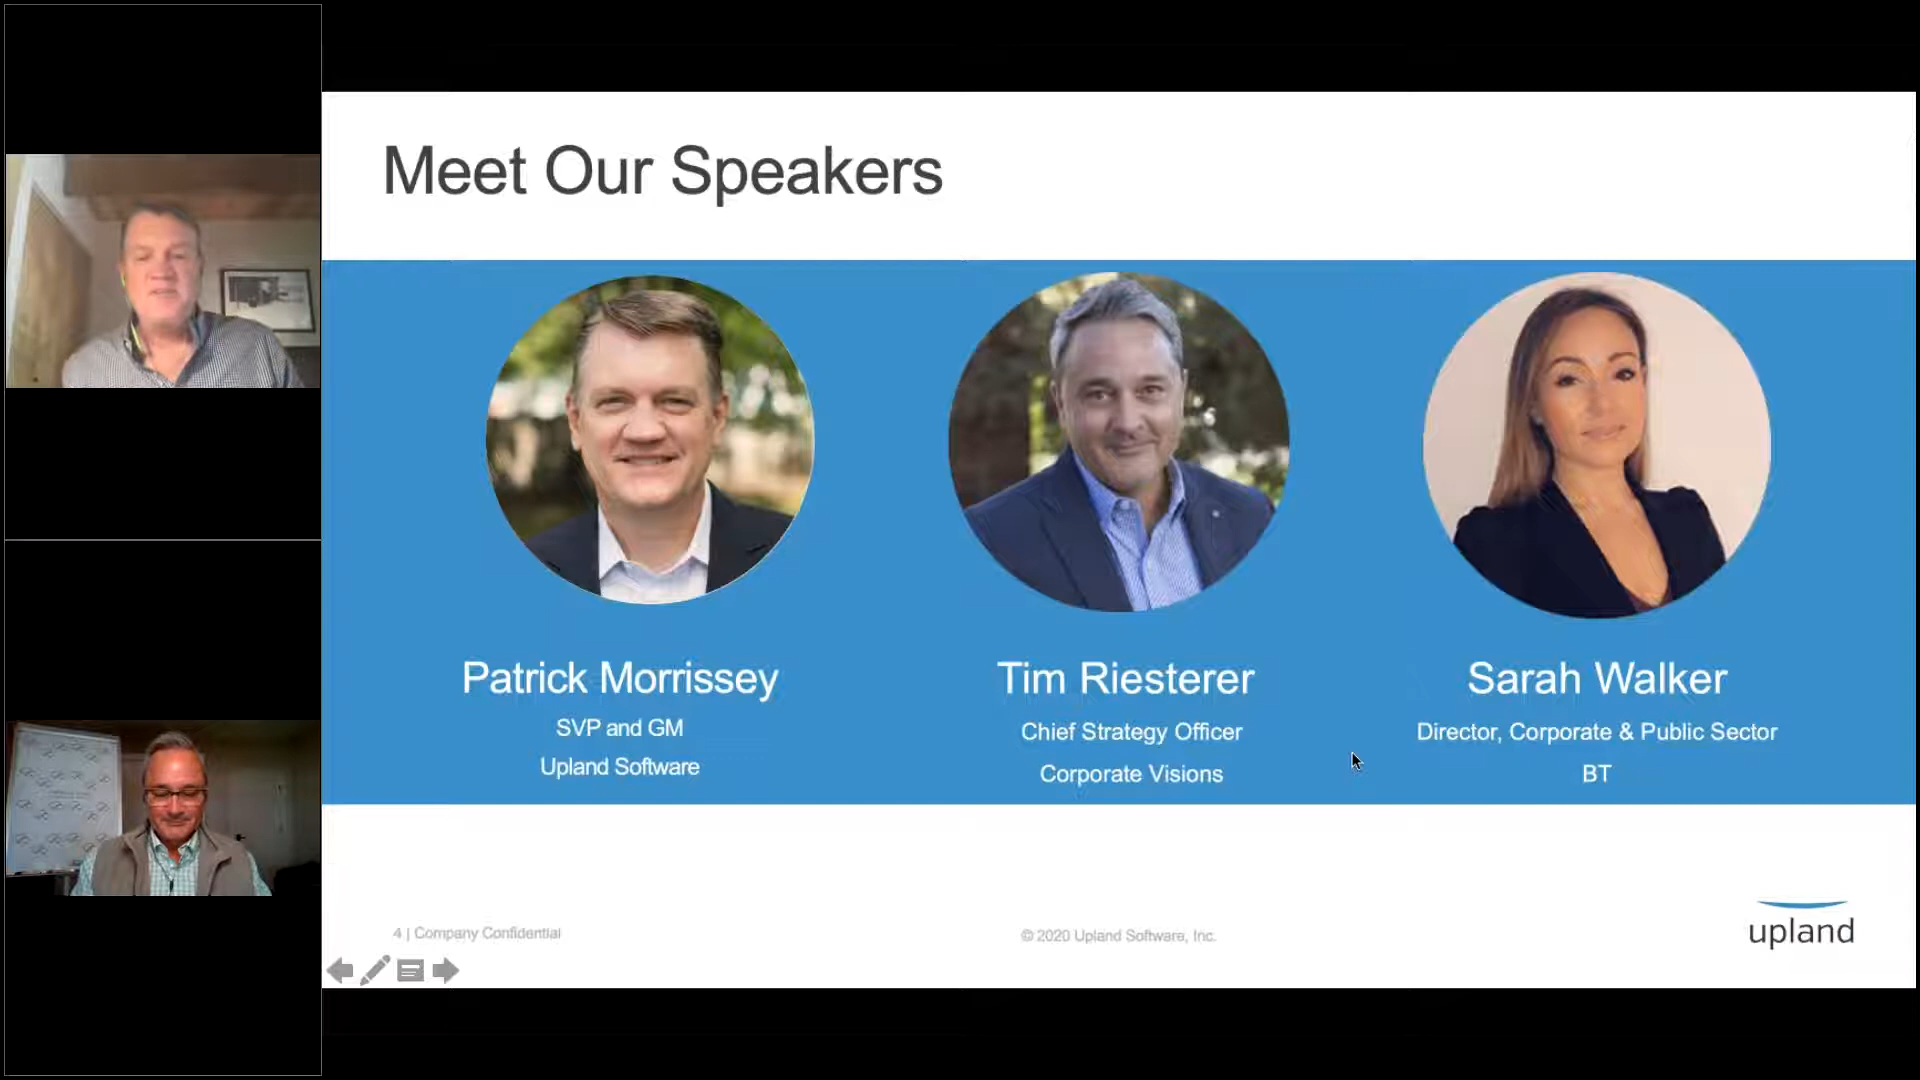 Meet Our Speakers
Patrick Morrissey
SVP and GM
Upland Software
Tim Riesterer
Chief Strategy Officer
Corporate Visions
Sarah Walker
Director, Corporate & Public Sector
BT
4 | Company Confidential
© 2020 Upland Software, Inc.
upland